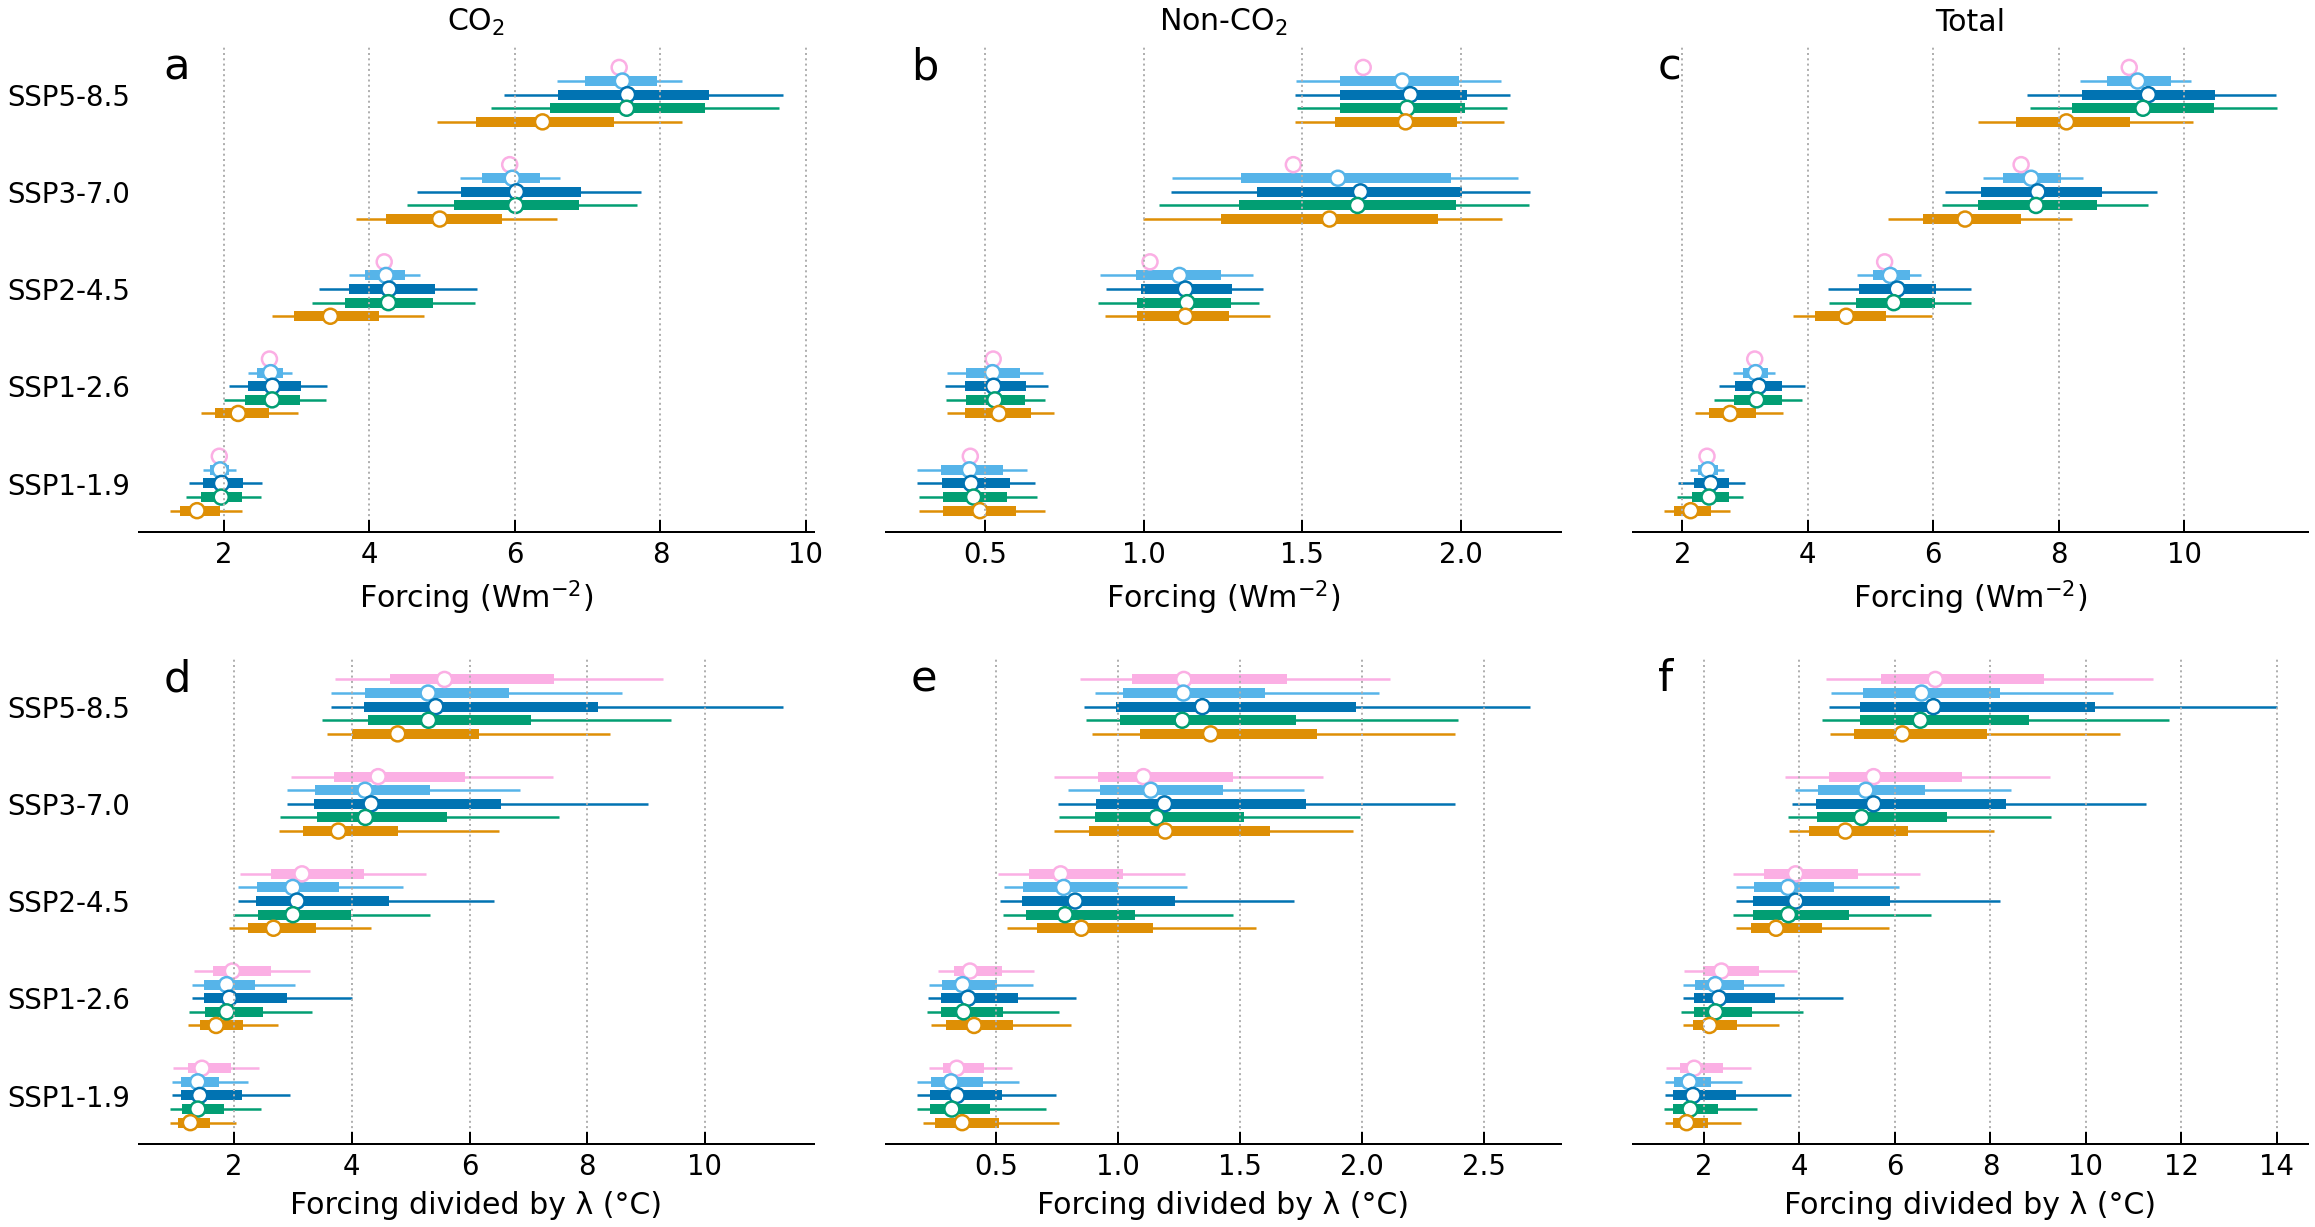 CO₂ Non-CO₂ Total
a b c
SSP5-8.5
SSP3-7.0
SSP2-4.5
SSP1-2.6
SSP1-1.9
2 4 6 8 10 0.5 1.0 1.5 2.0 2 4 6 8 10
Forcing (Wm⁻²) Forcing (Wm⁻²) Forcing (Wm⁻²)
d e f
SSP5-8.5
SSP3-7.0
SSP2-4.5
SSP1-2.6
SSP1-1.9
2 4 6 8 10 0.5 1.0 1.5 2.0 2.5 2 4 6 8 10 12 14
Forcing divided by λ (°C) Forcing divided by λ (°C) Forcing divided by λ (°C)